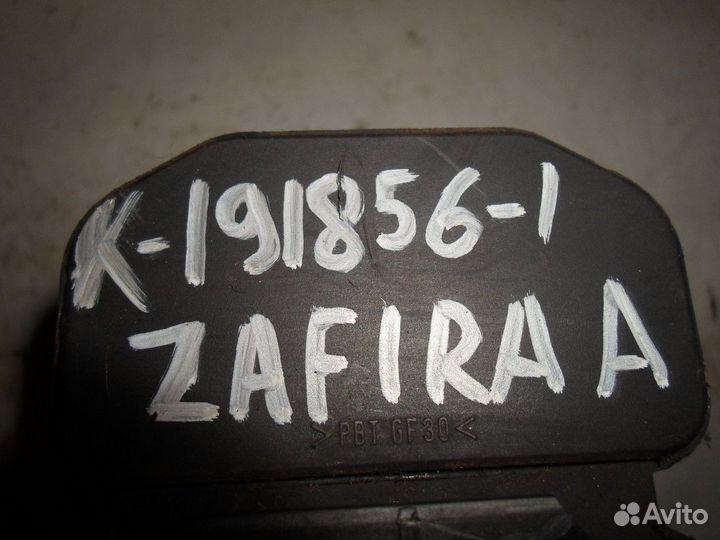 K-191856-1
ZAFIRA A
>PBT GF30<
Avito